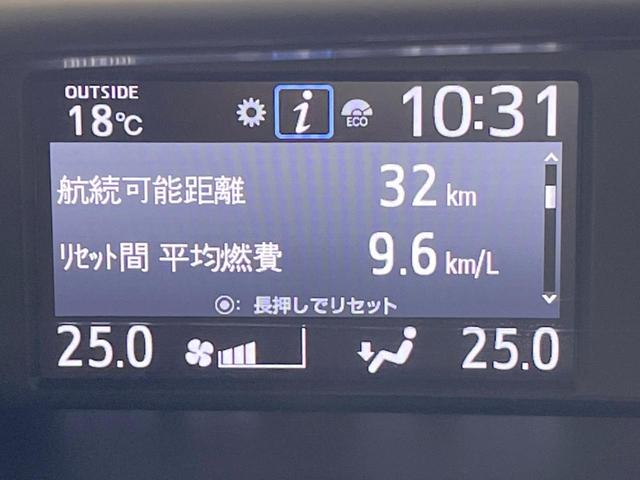 OUTSIDE
18℃
i
ECO
10:31
航続可能距離 32 km
ﾘｾｯﾄ間 平均燃費 9.6 km/L
◉: 長押しでリセット
25.0 25.0